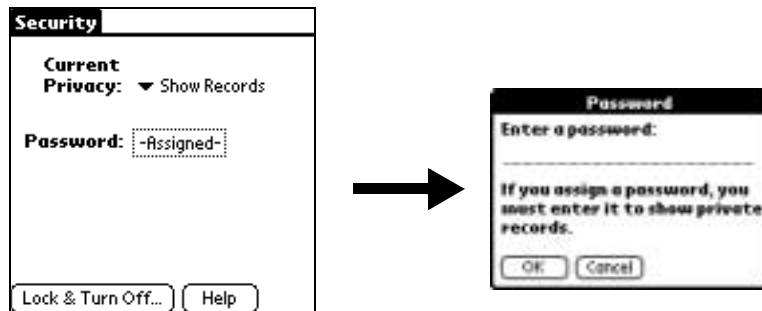 Security
Current
Privacy: Show Records
Password: -Assigned-
Lock & Turn Off... Help
Password
Enter a password:
If you assign a password, you
must enter it to show private
records.
OK Cancel